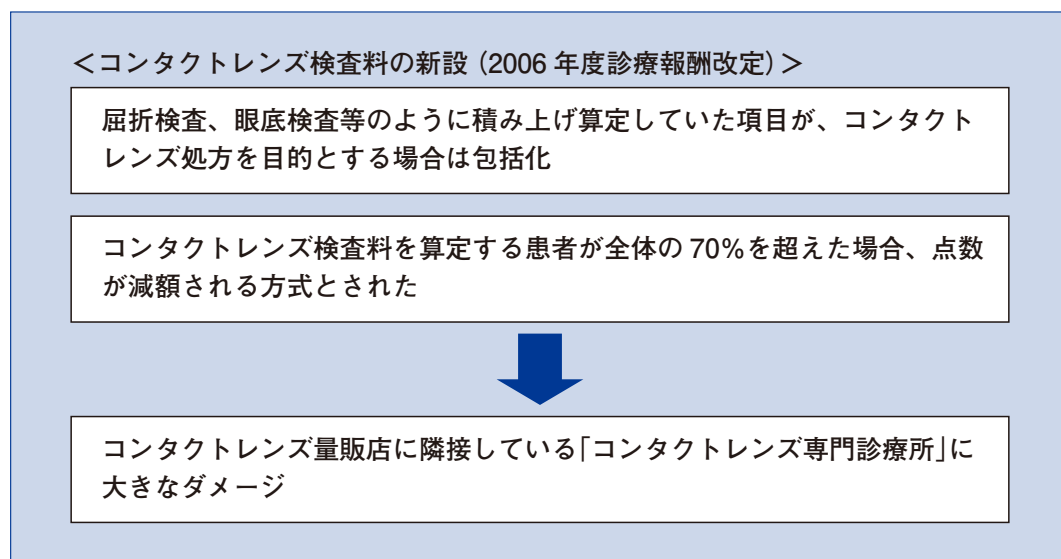 ＜コンタクトレンズ検査料の新設（2006 年度診療報酬改定）＞
屈折検査、眼底検査等のように積み上げ算定していた項目が、コンタクト
レンズ処方を目的とする場合は包括化
コンタクトレンズ検査料を算定する患者が全体の 70％を超えた場合、点数
が減額される方式とされた
コンタクトレンズ量販店に隣接している｢コンタクトレンズ専門診療所｣に
大きなダメージ